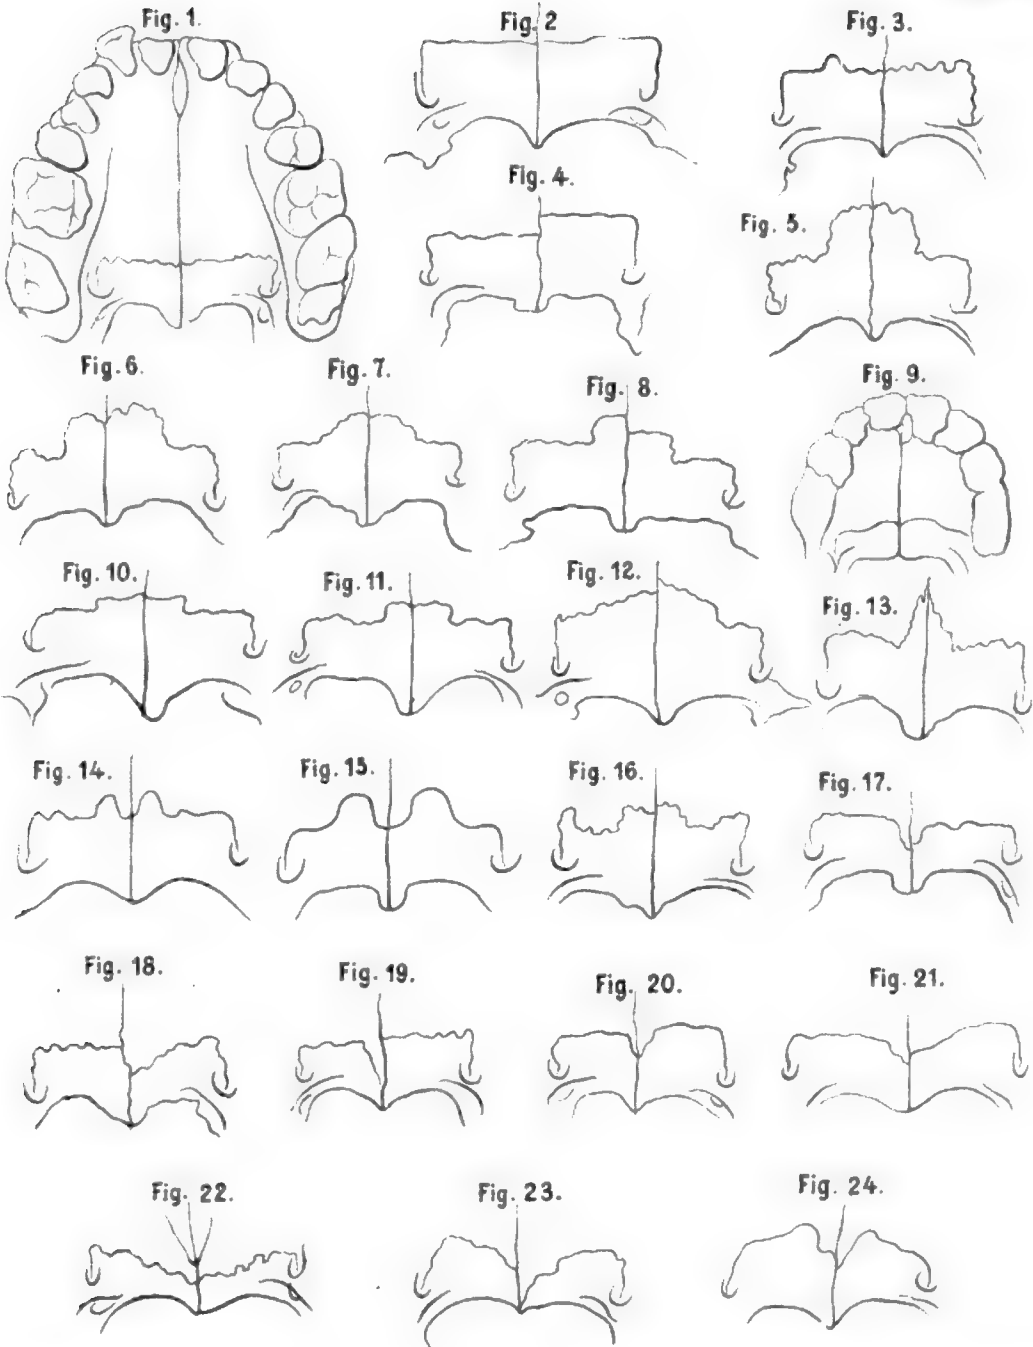 Fig. 1.
Fig. 2
Fig. 3.
Fig. 4.
Fig. 5.
Fig. 6.
Fig. 7.
Fig. 8.
Fig. 9.
Fig. 10.
Fig. 11.
Fig. 12.
Fig. 13.
Fig. 14.
Fig. 15.
Fig. 16.
Fig. 17.
Fig. 18.
Fig. 19.
Fig. 20.
Fig. 21.
Fig. 22.
Fig. 23.
Fig. 24.